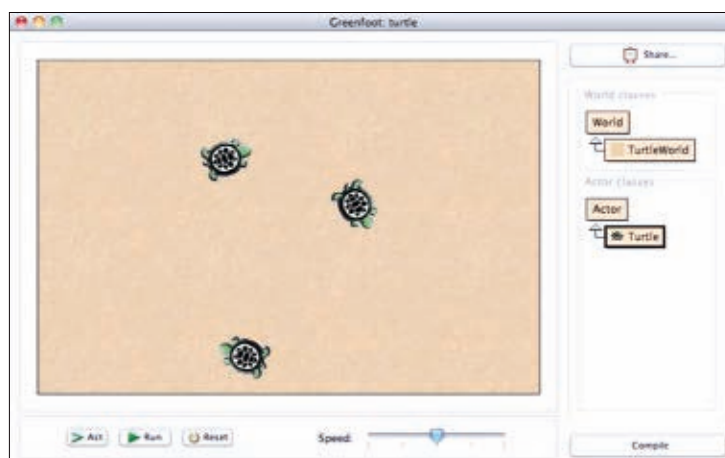 Greenfoot: turtle
Share...
World classes
World
TurtleWorld
Actor classes
Actor
Turtle
Act
Run
Reset
Speed:
Compile